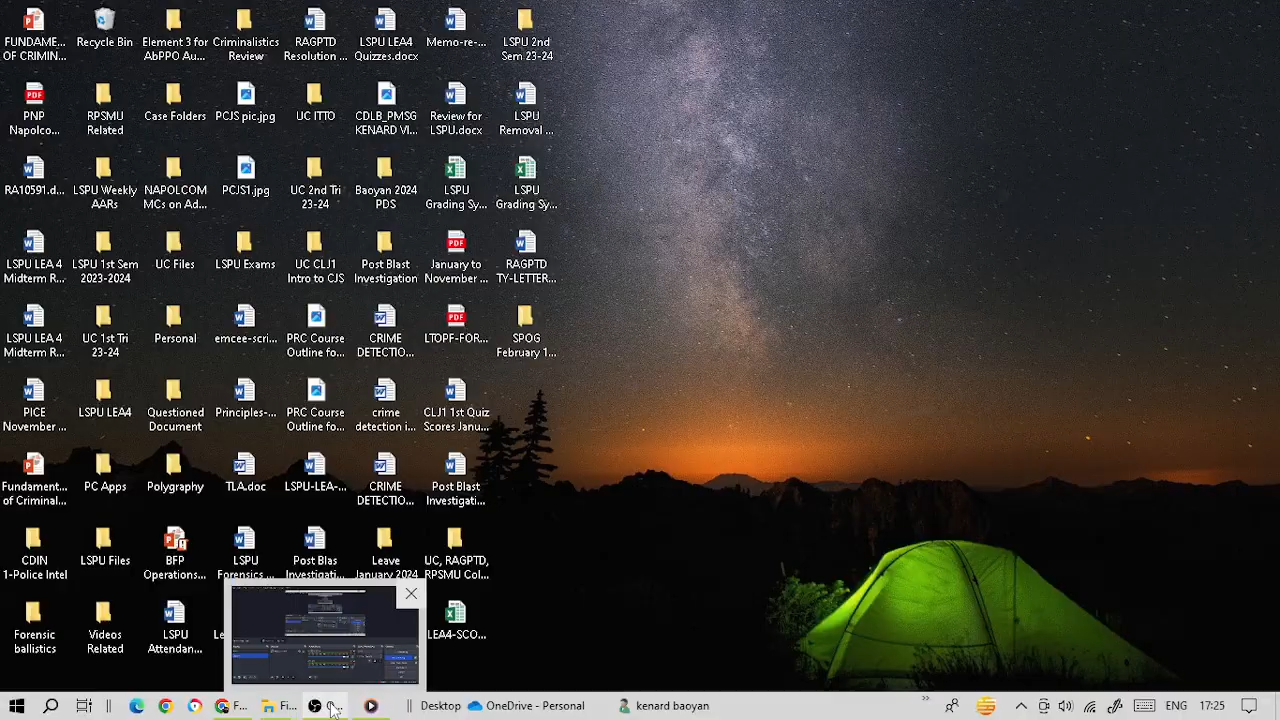 FUNDAME...
OF CRIMIN...
Recycle Bin
Element 3 for
AbPPO Au...
Criminalistics
Review
RAGPTD
Resolution ...
LSPU LEA4
Quizzes.docx
Memo-re-...
LSPU 2nd
Sem 23-24
PNP
Napolco...
RPSMU
Related
Case Folders
PCJS pic.jpg
UC ITTO
CDLB_PMSG
KENARD VI...
Review for
LSPU.docx
LSPU
Removal ...
RA10591.d...
LSPU Weekly
AARs
NAPOLCOM
MCs on Ad...
PCJS1.jpg
UC 2nd Tri
23-24
Baoyan 2024
PDS
LSPU
Grading Sy...
LSPU
Grading Sy...
LSPU LEA 4
Midterm R...
LSPU 1st Sem
2023-2024
UC Files
LSPU Exams
UC CLJ1
Intro to CJS
Post Blast
Investigation
January to
November ...
RAGPTD
TY-LETTER...
LSPU LEA 4
Midterm ...
UC 1st Tri
23-24
Personal
emcee-scri...
PRC Course
Outline fo...
CRIME
DETECTIO...
LTOPF-FOR...
SPOG
February 1...
PICE
November ...
LSPU LEA4
Questioned
Document
Principles-...
PRC Course
Outline fo...
crime
detection i...
CLJ1 1st Quiz
Scores Janu...
Fundament...
of Criminal...
PC Apps
Polygraphy
TLA.doc
LSPU-LEA-...
CRIME
DETECTIO...
Post Blast
Investigati...
CDIN
1-Police Intel
LSPU Files
BFP
Operations...
LSPU
Forensics ...
Post Blas
Investigati...
Leave
January 2024
UC, RAGPTD,
NPSMU Col...
LSPU
F...
F...
Desktop
OneDrive - Personal
kenard baoyan
ENG
17:25